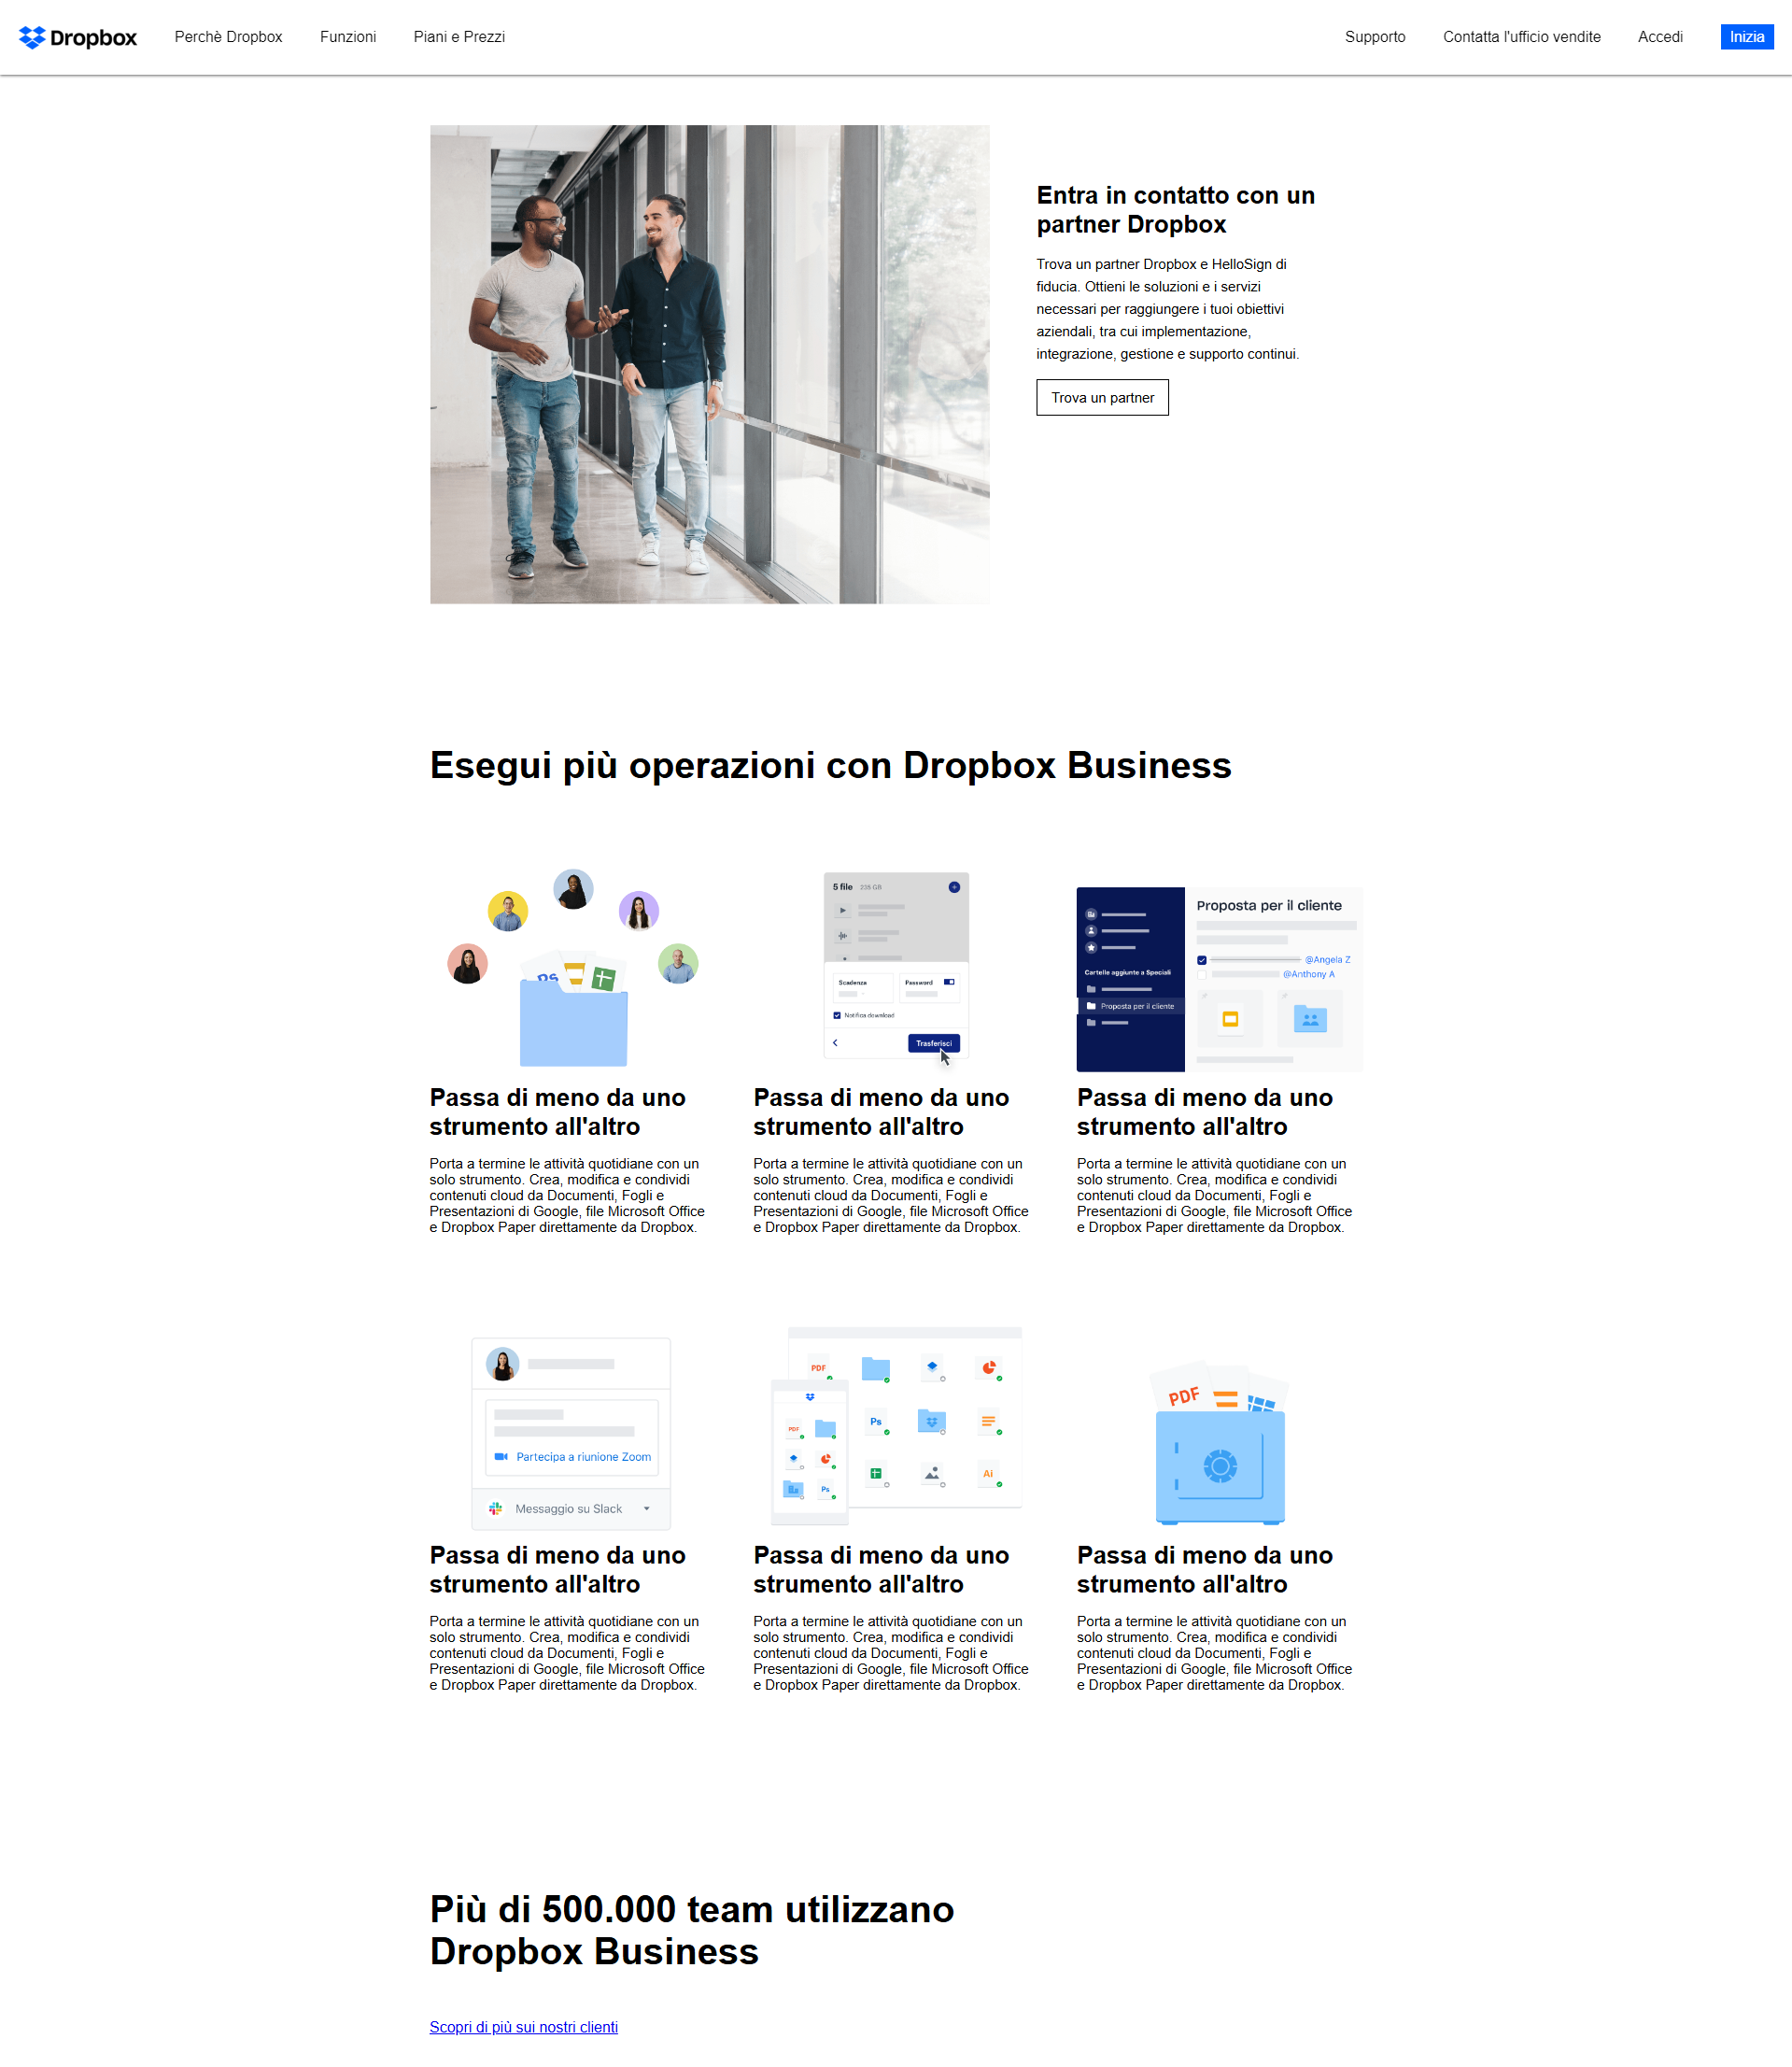 Dropbox
Perchè Dropbox
Funzioni
Piani e Prezzi
Supporto
Contatta l'ufficio vendite
Accedi
Inizia
Entra in contatto con un
partner Dropbox
Trova un partner Dropbox e HelloSign di
fiducia. Ottieni le soluzioni e i servizi
necessari per raggiungere i tuoi obiettivi
aziendali, tra cui implementazione,
integrazione, gestione e supporto continui.
Trova un partner
Esegui più operazioni con Dropbox Business
Ps
5 file 235 GB
Scadenza
Password
Notifica download
Trasferisci
Cartelle aggiunte a Speciali
Proposta per il cliente
Proposta per il cliente
@Angela Z
@Anthony A
Passa di meno da uno
strumento all'altro
Porta a termine le attività quotidiane con un
solo strumento. Crea, modifica e condividi
contenuti cloud da Documenti, Fogli e
Presentazioni di Google, file Microsoft Office
e Dropbox Paper direttamente da Dropbox.
Passa di meno da uno
strumento all'altro
Porta a termine le attività quotidiane con un
solo strumento. Crea, modifica e condividi
contenuti cloud da Documenti, Fogli e
Presentazioni di Google, file Microsoft Office
e Dropbox Paper direttamente da Dropbox.
Passa di meno da uno
strumento all'altro
Porta a termine le attività quotidiane con un
solo strumento. Crea, modifica e condividi
contenuti cloud da Documenti, Fogli e
Presentazioni di Google, file Microsoft Office
e Dropbox Paper direttamente da Dropbox.
Partecipa a riunione Zoom
Messaggio su Slack
PDF
Ps
Ai
PDF
Ps
PDF
Passa di meno da uno
strumento all'altro
Porta a termine le attività quotidiane con un
solo strumento. Crea, modifica e condividi
contenuti cloud da Documenti, Fogli e
Presentazioni di Google, file Microsoft Office
e Dropbox Paper direttamente da Dropbox.
Passa di meno da uno
strumento all'altro
Porta a termine le attività quotidiane con un
solo strumento. Crea, modifica e condividi
contenuti cloud da Documenti, Fogli e
Presentazioni di Google, file Microsoft Office
e Dropbox Paper direttamente da Dropbox.
Passa di meno da uno
strumento all'altro
Porta a termine le attività quotidiane con un
solo strumento. Crea, modifica e condividi
contenuti cloud da Documenti, Fogli e
Presentazioni di Google, file Microsoft Office
e Dropbox Paper direttamente da Dropbox.
Più di 500.000 team utilizzano
Dropbox Business
Scopri di più sui nostri clienti